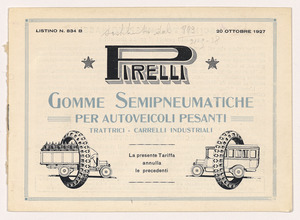 LISTINO N. 834 B
20 OTTOBRE 1927
PIRELLI
GOMME SEMIPNEUMATICHE
PER AUTOVEICOLI PESANTI
TRATTRICI - CARRELLI INDUSTRIALI
La presente Tariffa
annulla
le precedenti